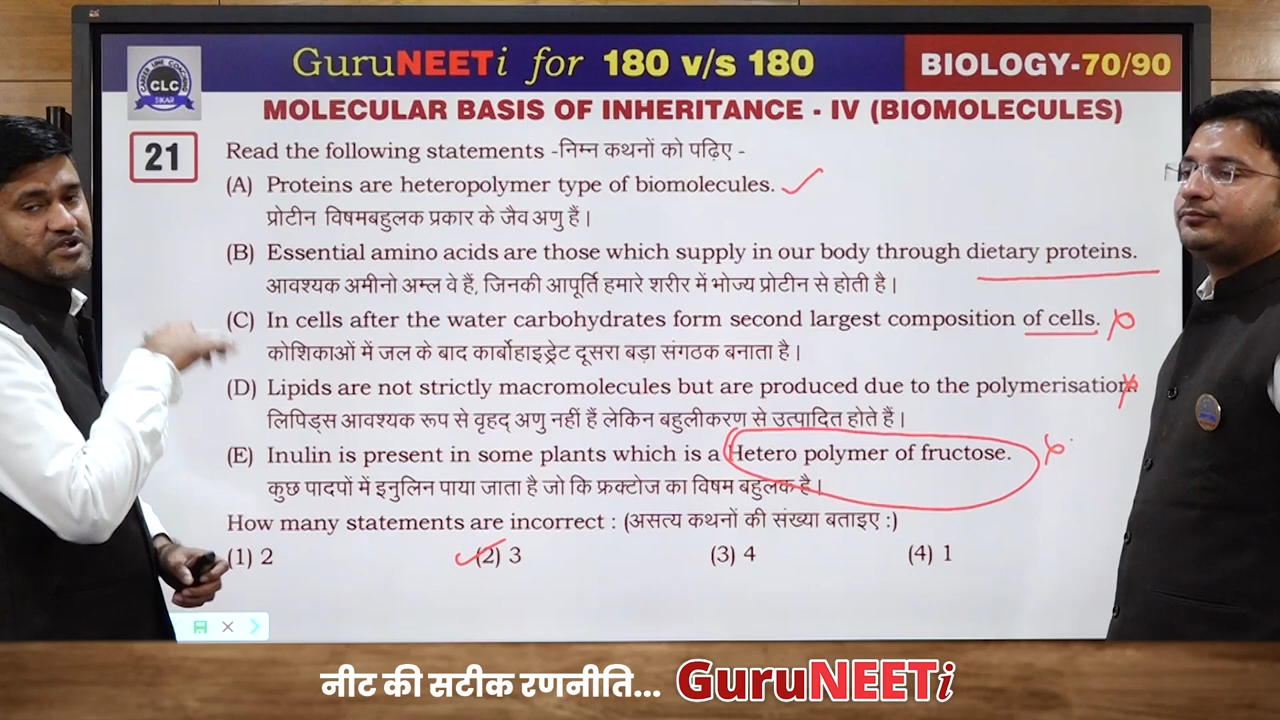 GuruNEETi for 180 v/s 180
BIOLOGY-70/90
CAREER LINE COACHING
CLC
SIKAR
MOLECULAR BASIS OF INHERITANCE - IV (BIOMOLECULES)
21
Read the following statements -निम्न कथनों को पढ़िए -
(A) Proteins are heteropolymer type of biomolecules.
प्रोटीन विषमबहुलक प्रकार के जैव अणु हैं।
(B) Essential amino acids are those which supply in our body through dietary proteins.
आवश्यक अमीनो अम्ल वे हैं, जिनकी आपूर्ति हमारे शरीर में भोज्य प्रोटीन से होती है।
(C) In cells after the water carbohydrates form second largest composition of cells.
कोशिकाओं में जल के बाद कार्बोहाइड्रेट दूसरा बड़ा संगठक बनाता है।
(D) Lipids are not strictly macromolecules but are produced due to the polymerisation.
लिपिड्स आवश्यक रूप से वृहद् अणु नहीं हैं लेकिन बहुलीकरण से उत्पादित होते हैं।
(E) Inulin is present in some plants which is a Hetero polymer of fructose.
कुछ पादपों में इनुलिन पाया जाता है जो कि फ्रक्टोज का विषम बहुलक है।
How many statements are incorrect : (असत्य कथनों की संख्या बताइए :)
(1) 2 (2) 3 (3) 4 (4) 1
नीट की सटीक रणनीति... GuruNEETi